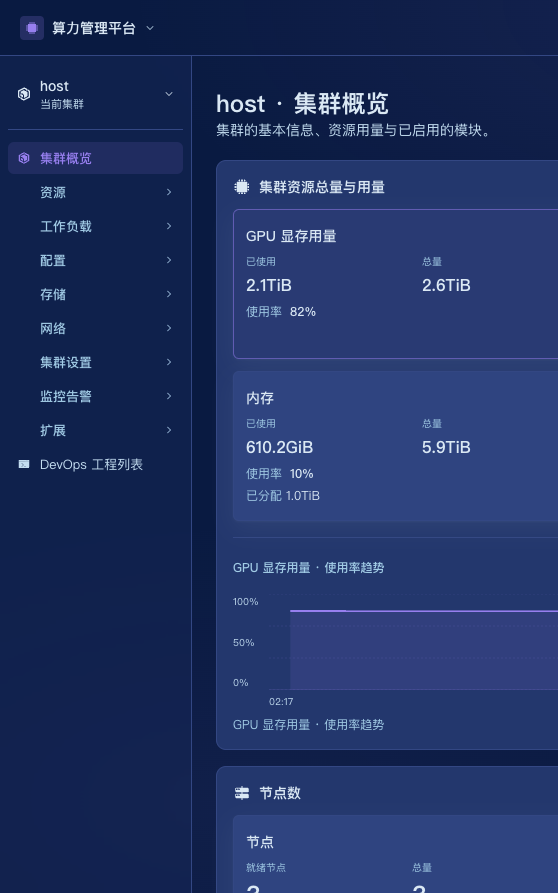 算力管理平台
host
当前集群
集群概览
资源
工作负载
配置
存储
网络
集群设置
监控告警
扩展
DevOps 工程列表
host · 集群概览
集群的基本信息、资源用量与已启用的模块。
集群资源总量与用量
GPU 显存用量
已使用 总量
2.1TiB 2.6TiB
使用率 82%
内存
已使用 总量
610.2GiB 5.9TiB
使用率 10%
已分配 1.0TiB
GPU 显存用量 · 使用率趋势
100%
50%
0%
02:17
GPU 显存用量 · 使用率趋势
节点数
节点
就绪节点 总量